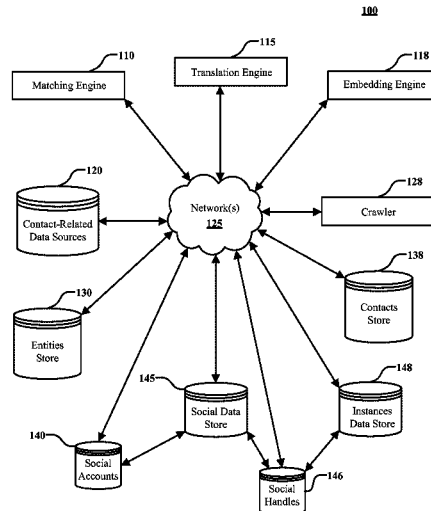 100
110
Matching Engine
115
Translation Engine
118
Embedding Engine
120
Contact-Related
Data Sources
Network(s)
125
128
Crawler
130
Entities
Store
138
Contacts
Store
140
Social
Accounts
145
Social Data
Store
146
Social
Handles
148
Instances
Data Store